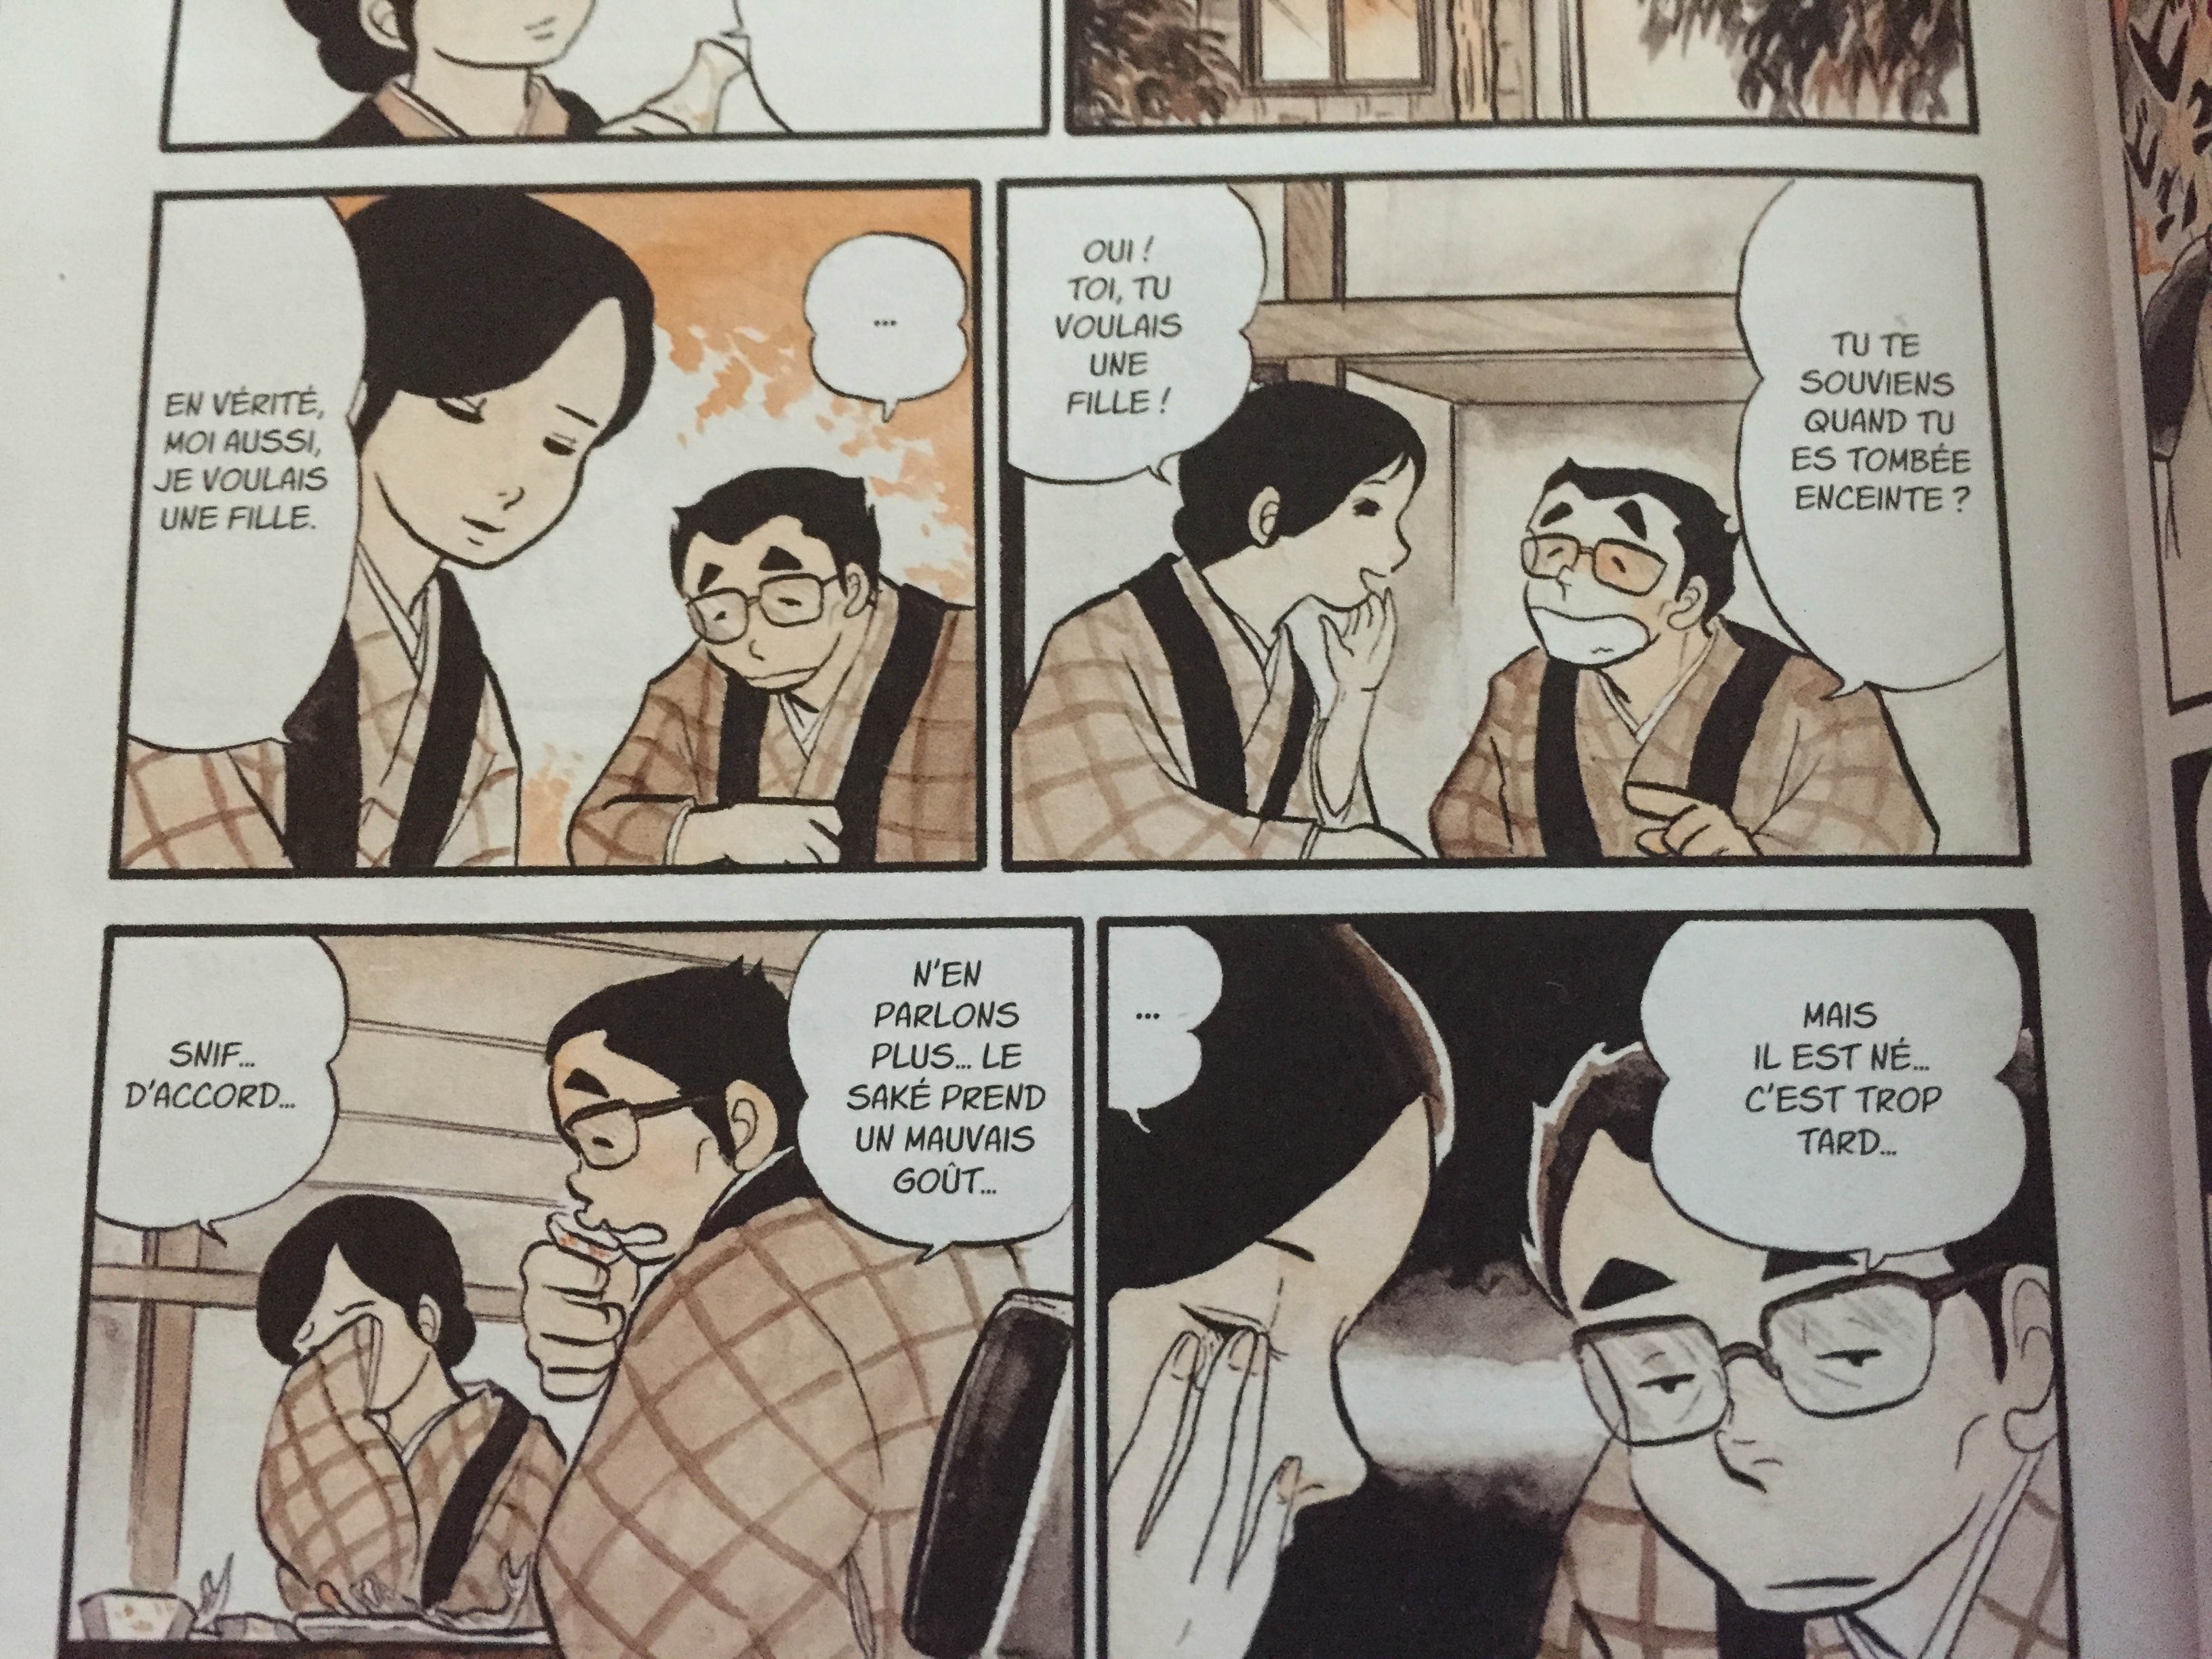 TU TE
SOUVIENS
QUAND TU
ES TOMBÉE
ENCEINTE ?
OUI !
TOI, TU
VOULAIS
UNE
FILLE !
...
EN VÉRITÉ,
MOI AUSSI,
JE VOULAIS
UNE FILLE.
MAIS
IL EST NÉ...
C'EST TROP
TARD...
...
N'EN
PARLONS
PLUS... LE
SAKÉ PREND
UN MAUVAIS
GOÛT...
SNIF...
D'ACCORD...